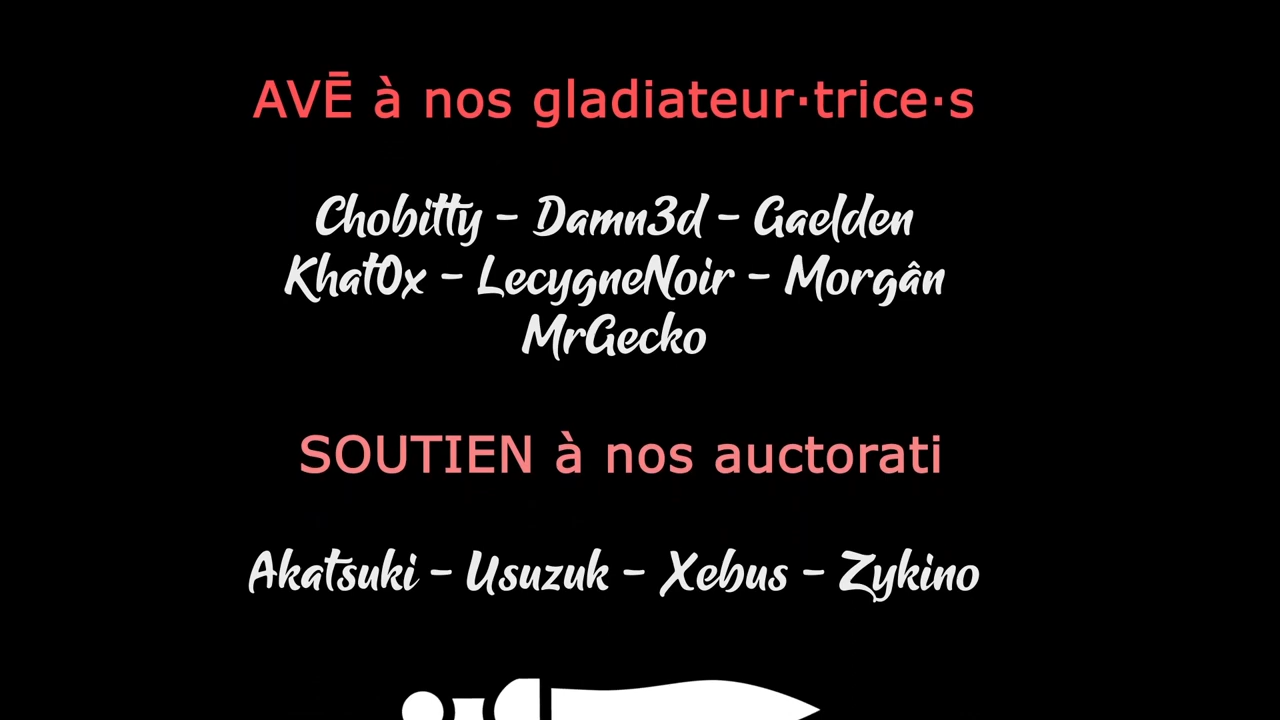 AVĒ à nos gladiateur·trice·s
Chobitty - Damn3d - Gaelden
Khat0x - LecygneNoir - Morgân
MrGecko
SOUTIEN à nos auctorati
Akatsuki - Usuzuk - Xebus - Zykino